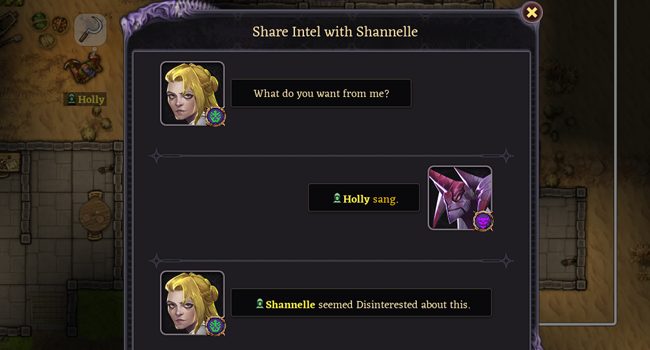 Share Intel with Shannelle
What do you want from me?
Holly
Holly sang.
Shannelle seemed Disinterested about this.